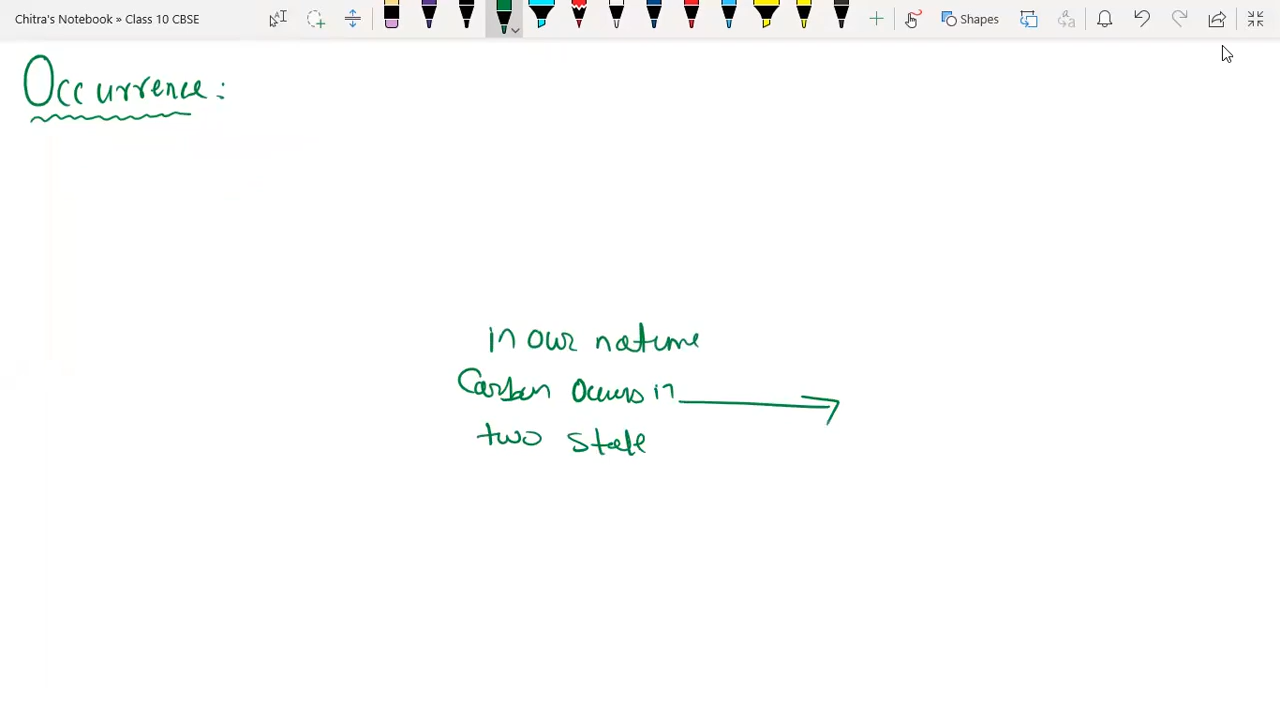 Chitra's Notebook » Class 10 CBSE
Shapes
Occurrence:
in our nature
Carbon occurs in
two state